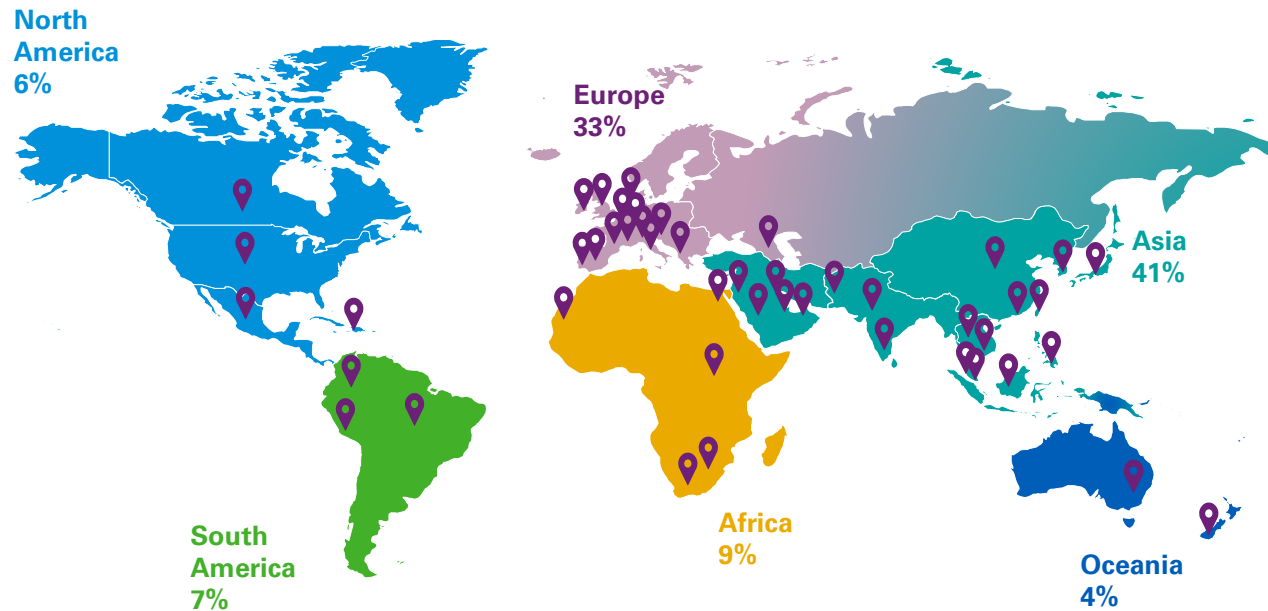 North
America
6%
Europe
33%
Asia
41%
South
America
7%
Africa
9%
Oceania
4%